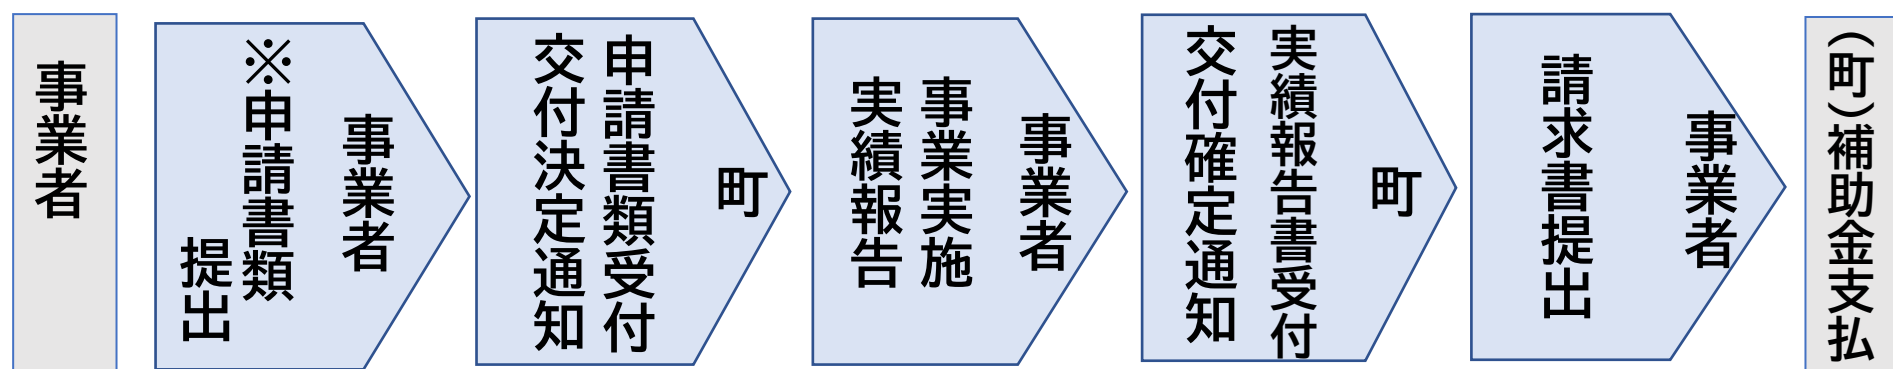 事業者
事業者
※申請書類
提出
町
申請書類受付
交付決定通知
事業者
事業実施
実績報告
町
実績報告書受付
交付確定通知
事業者
請求書提出
(町)補助金支払